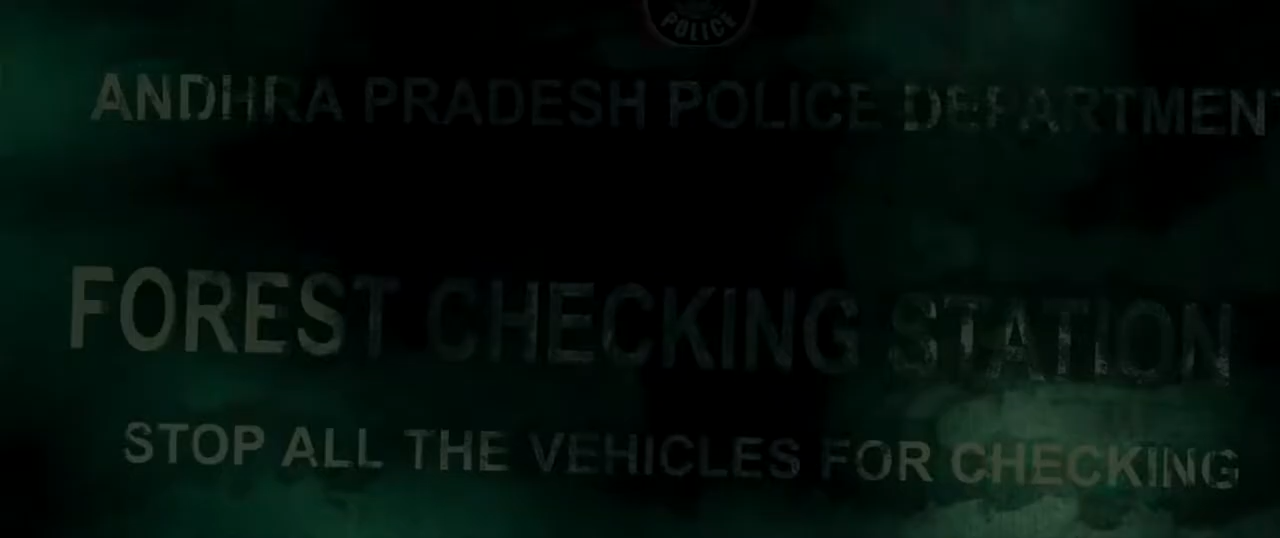 POLICE
ANDHRA PRADESH POLICE DEPARTMENT
FOREST CHECKING STATION
STOP ALL THE VEHICLES FOR CHECKING